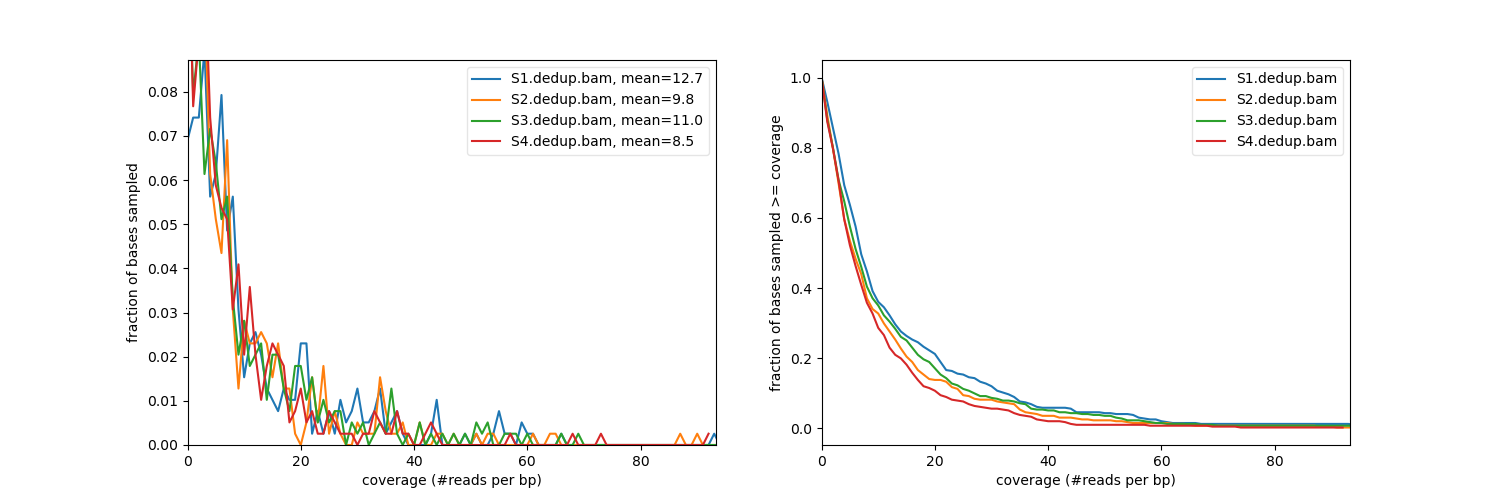 S1.dedup.bam, mean=12.7
S2.dedup.bam, mean=9.8
S3.dedup.bam, mean=11.0
S4.dedup.bam, mean=8.5
fraction of bases sampled
0.08
0.07
0.06
0.05
0.04
0.03
0.02
0.01
0.00
0
20
40
60
80
coverage (#reads per bp)
S1.dedup.bam
S2.dedup.bam
S3.dedup.bam
S4.dedup.bam
fraction of bases sampled >= coverage
1.0
0.8
0.6
0.4
0.2
0.0
0
20
40
60
80
coverage (#reads per bp)